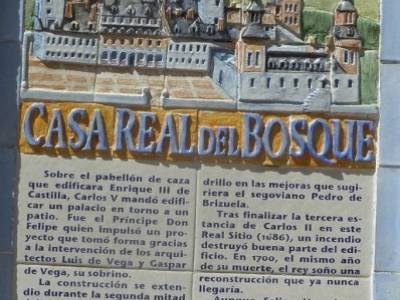 CASA REAL DEL BOSQUE
Sobre el pabellón de caza
que edificara Enrique III de
Castilla, Carlos V mandó edifi-
car un palacio en torno a un
patio. Fue el Príncipe Don
Felipe quien impulsó un pro-
yecto que tomó forma gracias
a la intervención de los arqui-
tectos Luis de Vega y Gaspar
de Vega, su sobrino.
La construcción se exten-
dió durante la segunda mitad
drillo en las mejoras que sugi-
riera el segoviano Pedro de
Brizuela.
Tras finalizar la tercera es-
tancia de Carlos II en este
Real Sitio (1686), un incendio
destruyó buena parte del edi-
ficio. En 1700, el mismo año
de su muerte, el rey soño una
reconstrucción que ya nunca
llegaría.
Aunque